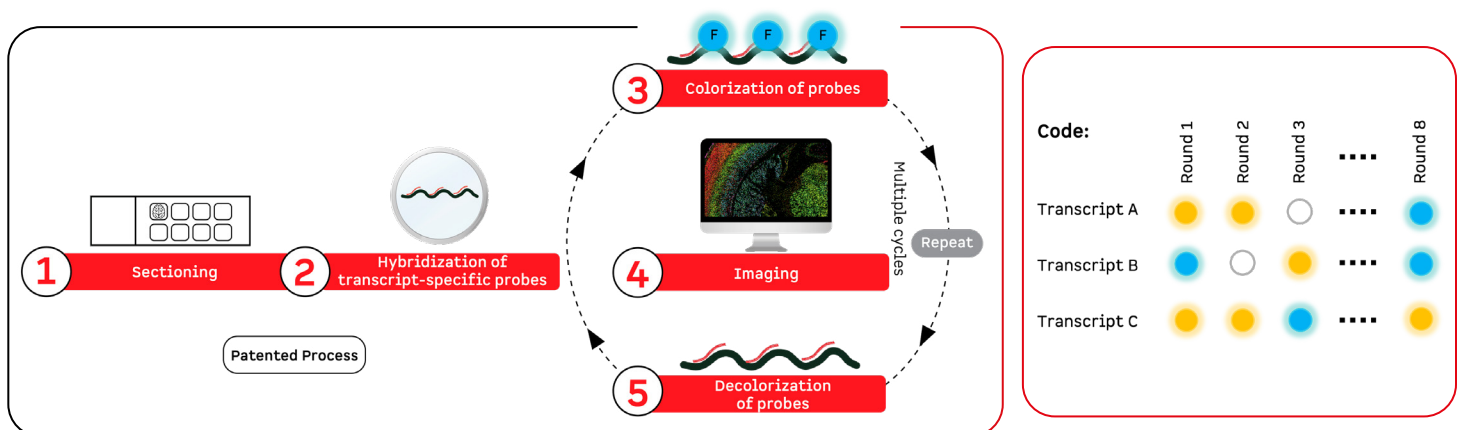 F F F
3
Colorization of probes
1
Sectioning
2
Hybridization of
transcript-specific probes
4
Imaging
Multiple cycles
Repeat
Patented Process
5
Decolorization
of probes
Code:
Round 1
Round 2
Round 3
Round 8
Transcript A
Transcript B
Transcript C